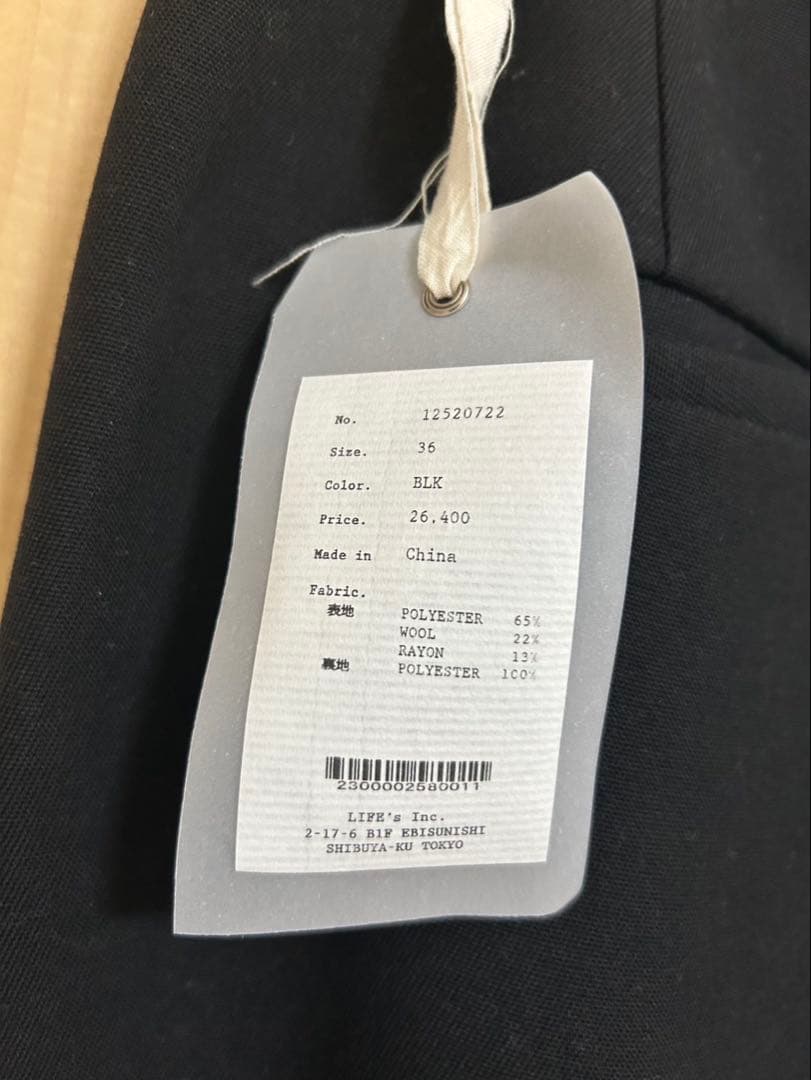 No. 12520722
Size. 36
Color. BLK
Price. 26,400
Made in China
Fabric.
表地 POLYESTER 65%
WOOL 22%
RAYON 13%
裏地 POLYESTER 100%
2300002580011
LIFE's Inc.
2-17-6 B1F EBISUNISHI
SHIBUYA-KU TOKYO